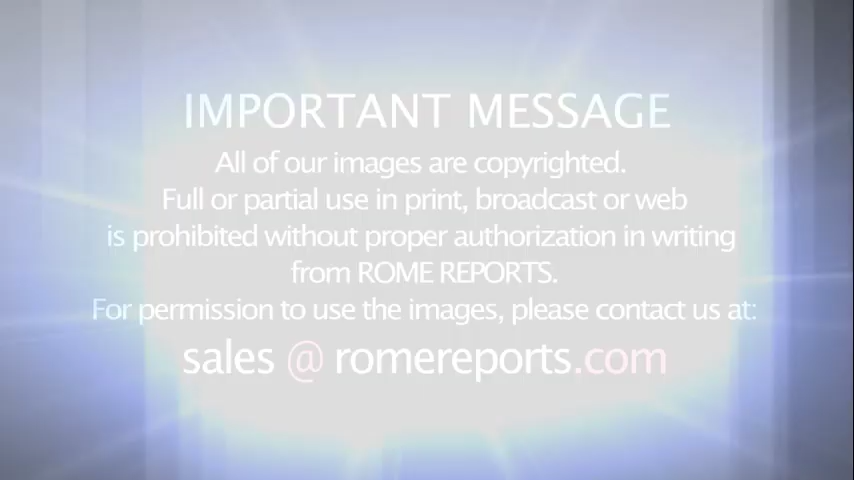 IMPORTANT MESSAGE
All of our images are copyrighted.
Full or partial use in print, broadcast or web
is prohibited without proper authorization in writing
from ROME REPORTS.
For permission to use the images, please contact us at:
sales @ romereports.com